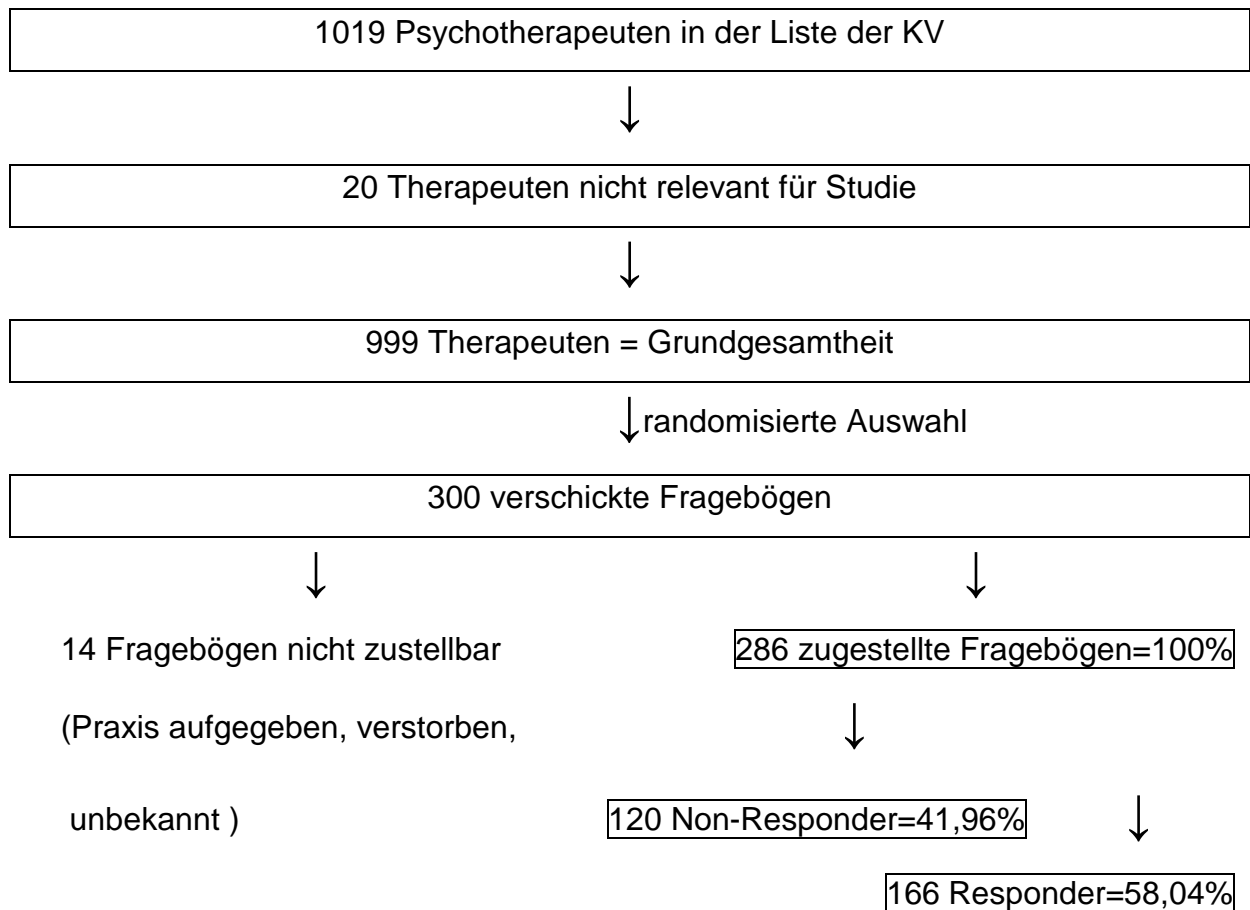 1019 Psychotherapeuten in der Liste der KV
↓
20 Therapeuten nicht relevant für Studie
↓
999 Therapeuten = Grundgesamtheit
↓randomisierte Auswahl
300 verschickte Fragebögen
↓ ↓
14 Fragebögen nicht zustellbar 286 zugestellte Fragebögen=100%
(Praxis aufgegeben, verstorben, ↓
unbekannt ) 120 Non-Responder=41,96% ↓
166 Responder=58,04%